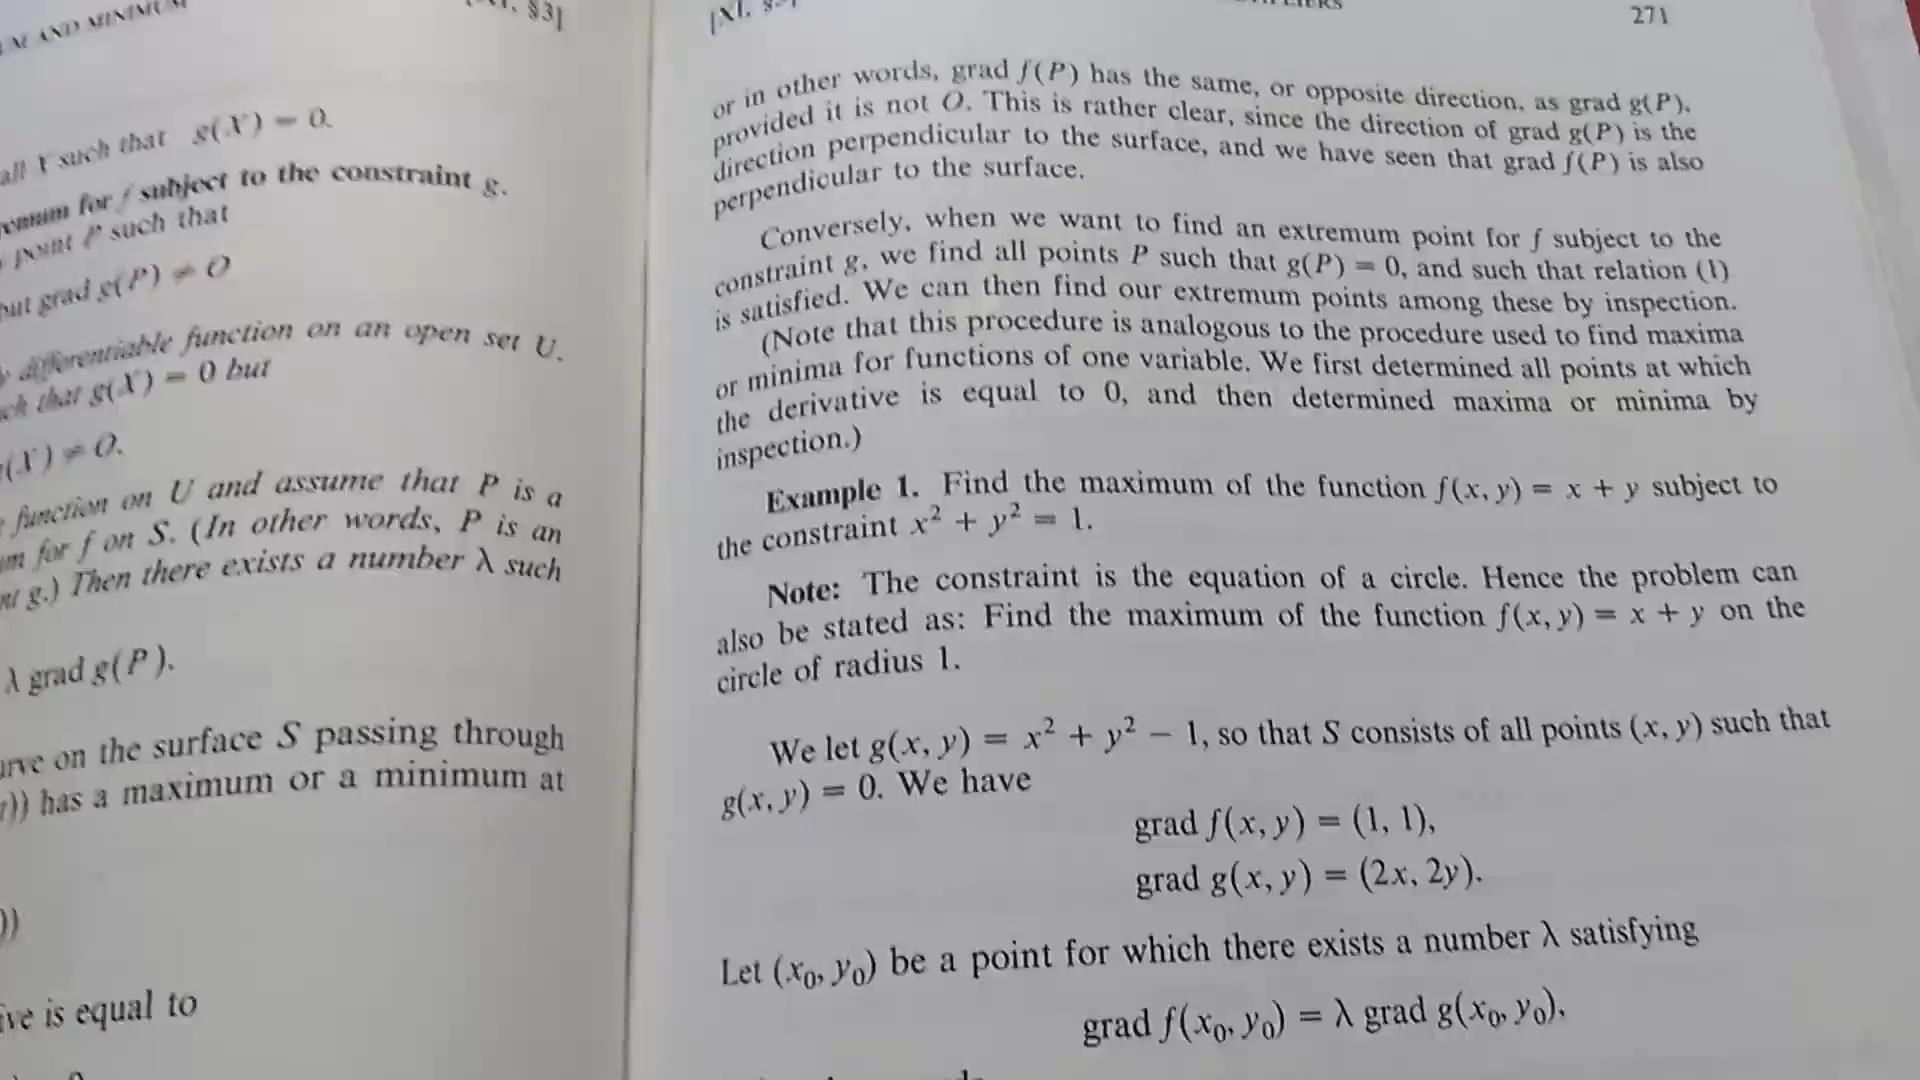 M AND MINIMUM
§3]
all X such that g(X) = 0.
for f subject to the constraint g.
point P such that
but grad g(P) ≠ O
differentiable function on an open set U.
such that g(X) = 0 but
(X) ≠ O.
function on U and assume that P is a
for f on S. (In other words, P is an
g.) Then there exists a number λ such
λ grad g(P).
on the surface S passing through
)) has a maximum or a minimum at
))
is equal to
[XI,
271
or in other words, grad f(P) has the same, or opposite direction, as grad g(P),
provided it is not O. This is rather clear, since the direction of grad g(P) is the
direction perpendicular to the surface, and we have seen that grad f(P) is also
perpendicular to the surface.
Conversely, when we want to find an extremum point for f subject to the
constraint g, we find all points P such that g(P) = 0, and such that relation (1)
is satisfied. We can then find our extremum points among these by inspection.
(Note that this procedure is analogous to the procedure used to find maxima
or minima for functions of one variable. We first determined all points at which
the derivative is equal to 0, and then determined maxima or minima by
inspection.)
Example 1. Find the maximum of the function f(x, y) = x + y subject to
the constraint x² + y² = 1.
Note: The constraint is the equation of a circle. Hence the problem can
also be stated as: Find the maximum of the function f(x, y) = x + y on the
circle of radius 1.
We let g(x, y) = x² + y² − 1, so that S consists of all points (x, y) such that
g(x, y) = 0. We have
grad f(x, y) = (1, 1),
grad g(x, y) = (2x, 2y).
Let (x₀, y₀) be a point for which there exists a number λ satisfying
grad f(x₀, y₀) = λ grad g(x₀, y₀),